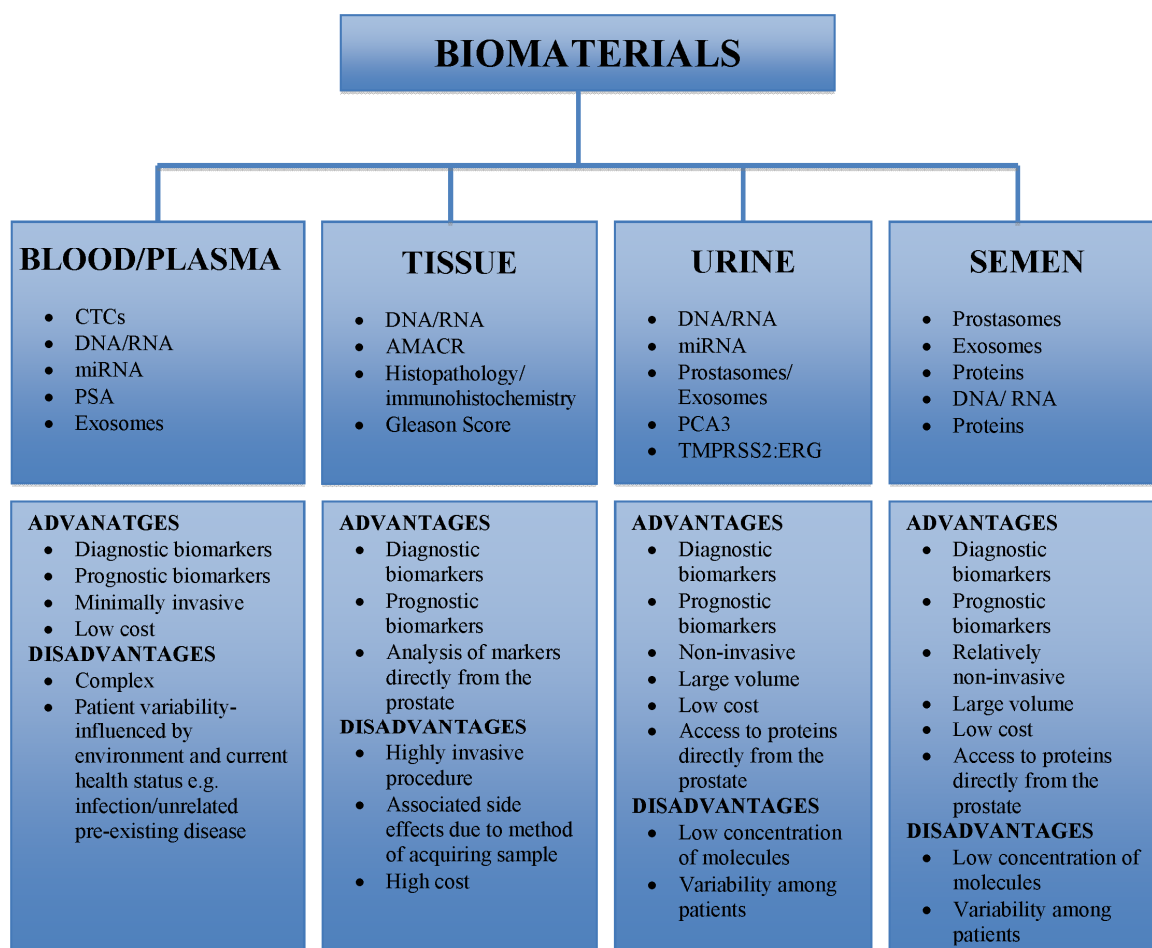 BIOMATERIALS
BLOOD/PLASMA
• CTCs
• DNA/RNA
• miRNA
• PSA
• Exosomes
ADVANATGES
• Diagnostic biomarkers
• Prognostic biomarkers
• Minimally invasive
• Low cost
DISADVANTAGES
• Complex
• Patient variability-
influenced by
environment and current
health status e.g.
infection/unrelated
pre-existing disease
TISSUE
• DNA/RNA
• AMACR
• Histopathology/
immunohistochemistry
• Gleason Score
ADVANTAGES
• Diagnostic
biomarkers
• Prognostic
biomarkers
• Analysis of markers
directly from the
prostate
DISADVANTAGES
• Highly invasive
procedure
• Associated side
effects due to method
of acquiring sample
• High cost
URINE
• DNA/RNA
• miRNA
• Prostasomes/
Exosomes
• PCA3
• TMPRSS2:ERG
ADVANTAGES
• Diagnostic
biomarkers
• Prognostic
biomarkers
• Non-invasive
• Large volume
• Low cost
• Access to proteins
directly from the
prostate
DISADVANTAGES
• Low concentration
of molecules
• Variability among
patients
SEMEN
• Prostasomes
• Exosomes
• Proteins
• DNA/ RNA
• Proteins
ADVANTAGES
• Diagnostic
biomarkers
• Prognostic
biomarkers
• Relatively
non-invasive
• Large volume
• Low cost
• Access to proteins
directly from the
prostate
DISADVANTAGES
• Low concentration of
molecules
• Variability among
patients